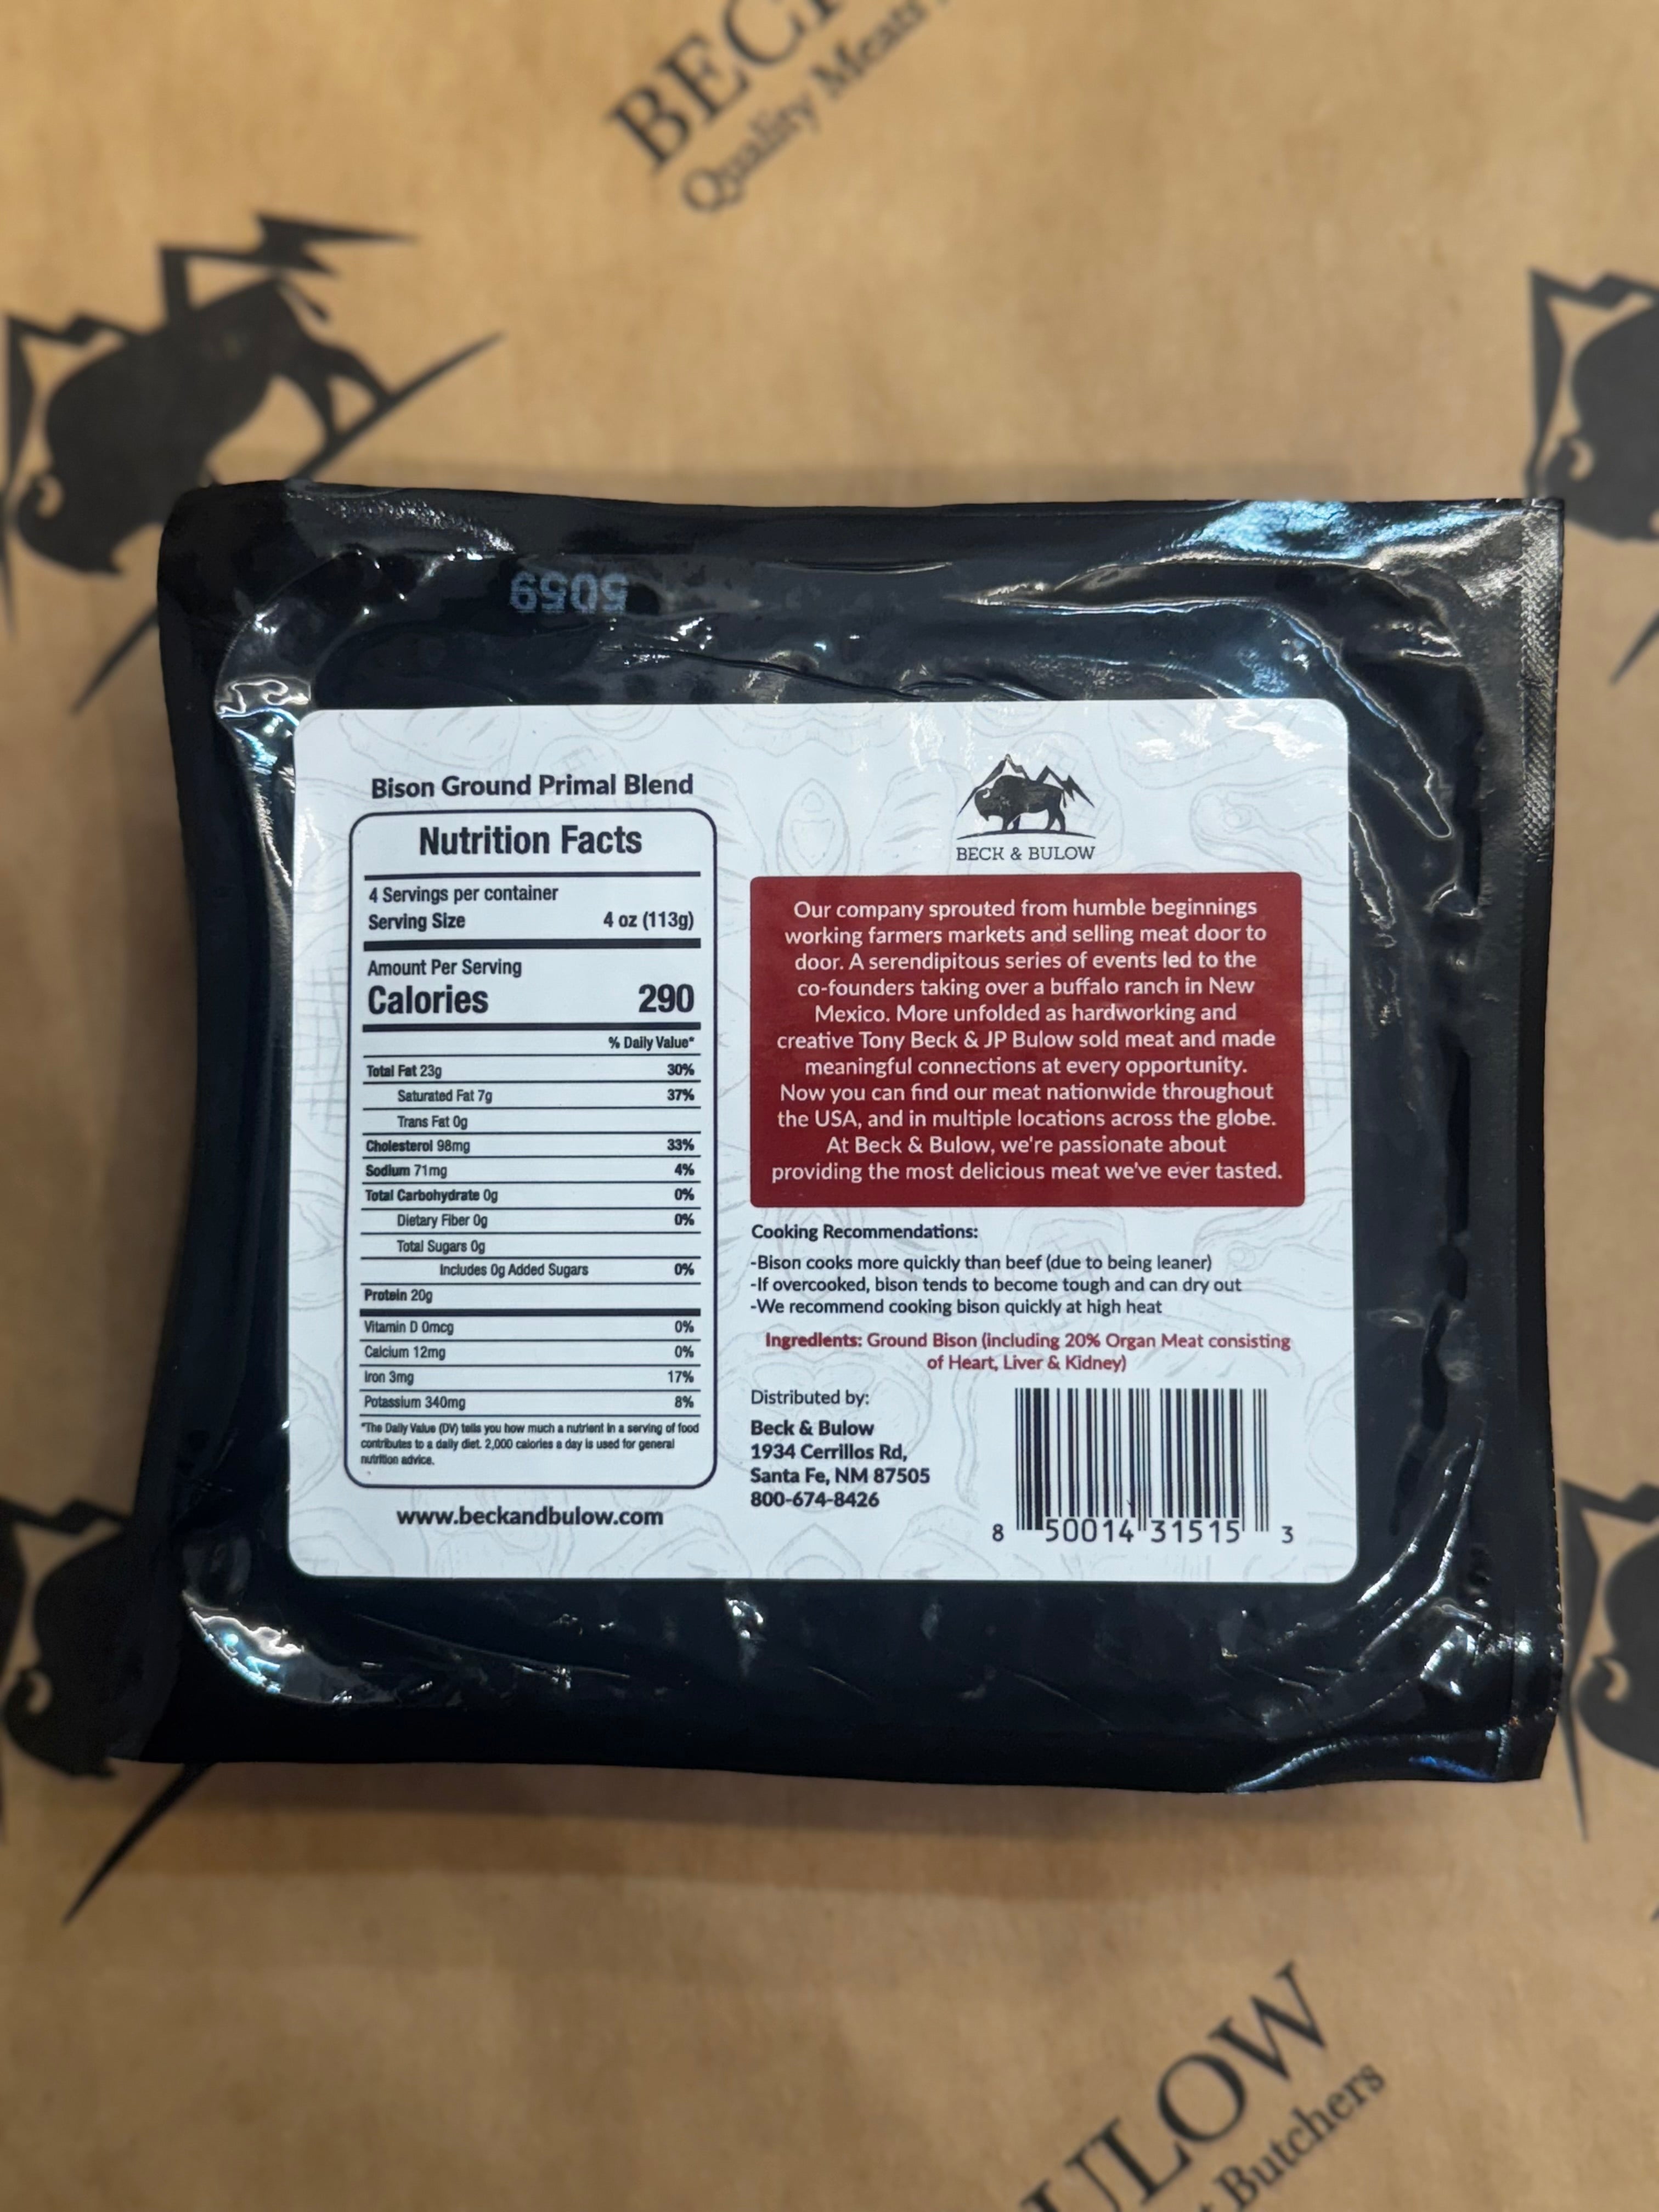 BEC
Quality Meats
5059
Bison Ground Primal Blend
Nutrition Facts
4 Servings per container
Serving Size 4 oz (113g)
Amount Per Serving
Calories 290
% Daily Value*
Total Fat 23g 30%
Saturated Fat 7g 37%
Trans Fat 0g
Cholesterol 98mg 33%
Sodium 71mg 4%
Total Carbohydrate 0g 0%
Dietary Fiber 0g 0%
Total Sugars 0g
Includes 0g Added Sugars 0%
Protein 20g
Vitamin D 0mcg 0%
Calcium 12mg 0%
Iron 3mg 17%
Potassium 340mg 8%
*The Daily Value (DV) tells you how much a nutrient in a serving of food
contributes to a daily diet. 2,000 calories a day is used for general
nutrition advice.
www.beckandbulow.com
BECK & BULOW
Our company sprouted from humble beginnings
working farmers markets and selling meat door to
door. A serendipitous series of events led to the
co-founders taking over a buffalo ranch in New
Mexico. More unfolded as hardworking and
creative Tony Beck & JP Bulow sold meat and made
meaningful connections at every opportunity.
Now you can find our meat nationwide throughout
the USA, and in multiple locations across the globe.
At Beck & Bulow, we're passionate about
providing the most delicious meat we've ever tasted.
Cooking Recommendations:
-Bison cooks more quickly than beef (due to being leaner)
-If overcooked, bison tends to become tough and can dry out
-We recommend cooking bison quickly at high heat
Ingredients: Ground Bison (including 20% Organ Meat consisting
of Heart, Liver & Kidney)
Distributed by:
Beck & Bulow
1934 Cerrillos Rd,
Santa Fe, NM 87505
800-674-8426
8 50014 31515 3
ULOW
Butchers